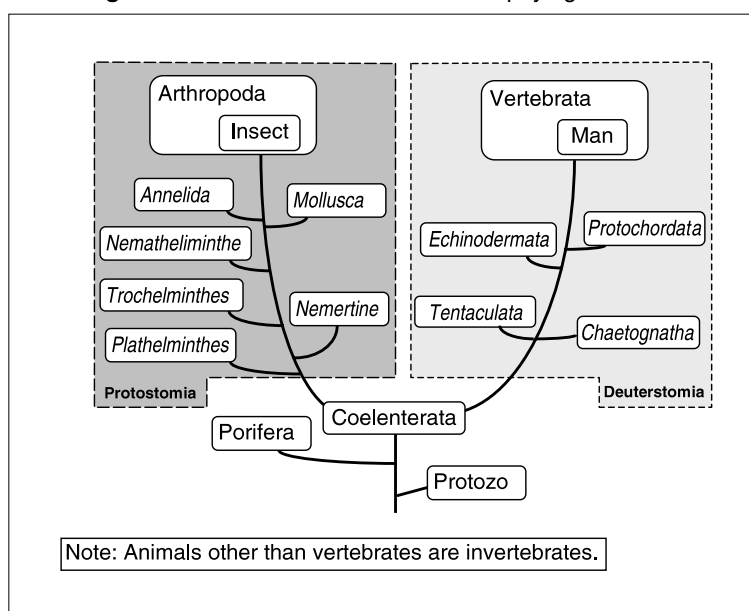 Arthropoda
Insect
Vertebrata
Man
Annelida
Mollusca
Nematheliminthe
Echinodermata
Protochordata
Trochelminthes
Nemertine
Tentaculata
Chaetognatha
Plathelminthes
Protostomia
Deuterstomia
Coelenterata
Porifera
Protozo
Note: Animals other than vertebrates are invertebrates.